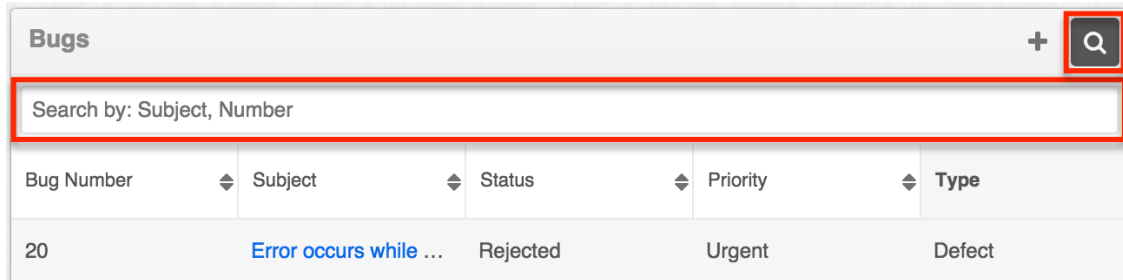 Bugs
Search by: Subject, Number
Bug Number Subject Status Priority Type
20 Error occurs while ... Rejected Urgent Defect